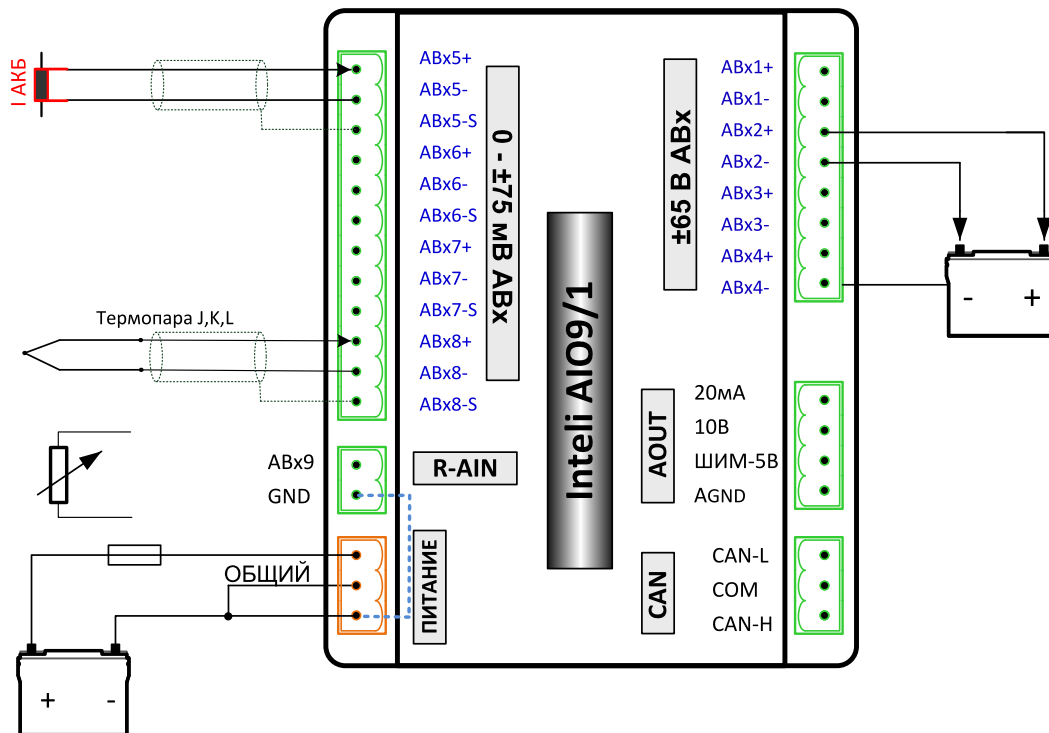 I АКБ
АВх5+
АВх5-
АВх5-S
АВх6+
АВх6-
АВх6-S
АВх7+
АВх7-
АВх7-S
АВх8+
АВх8-
АВх8-S
0 - ±75 мВ АВх
Термопара J,K,L
АВх9
GND
R-AIN
ОБЩИЙ
ПИТАНИЕ
+ -
Inteli AIO9/1
±65 В АВх
АВх1+
АВх1-
АВх2+
АВх2-
АВх3+
АВх3-
АВх4+
АВх4-
- +
AOUT
20мА
10В
ШИМ-5В
AGND
CAN
CAN-L
COM
CAN-H